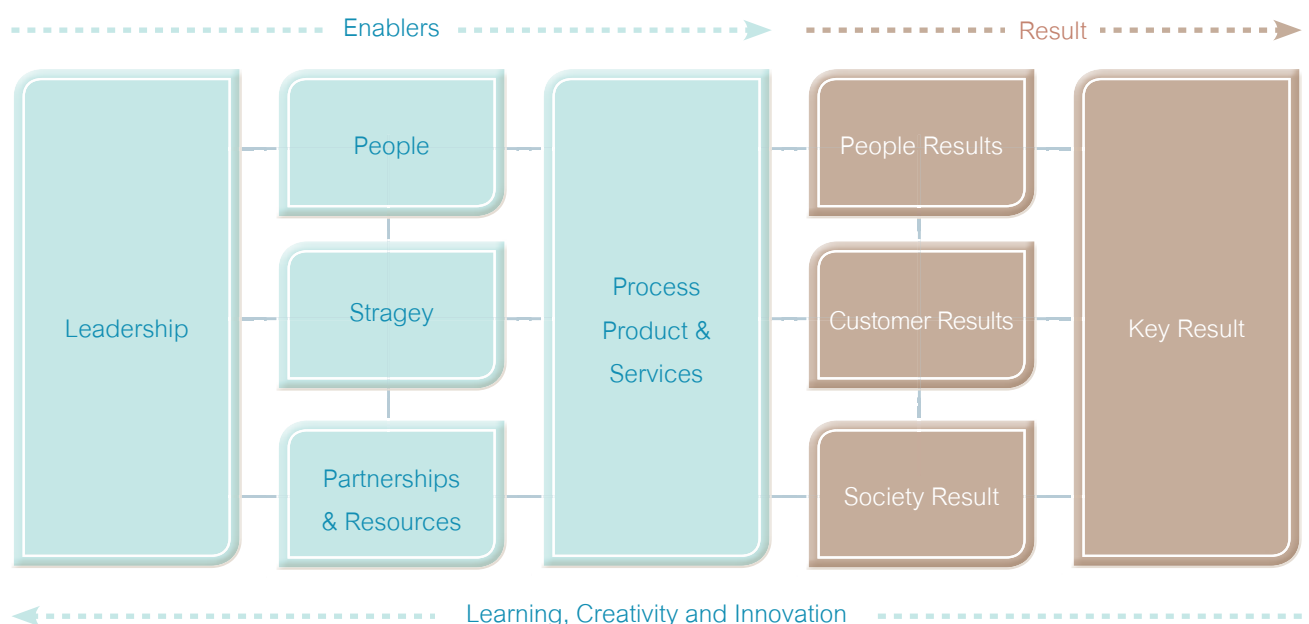 Enablers
Result
Leadership
People
Stragey
Partnerships
& Resources
Process
Product &
Services
People Results
Customer Results
Society Result
Key Result
Learning, Creativity and Innovation